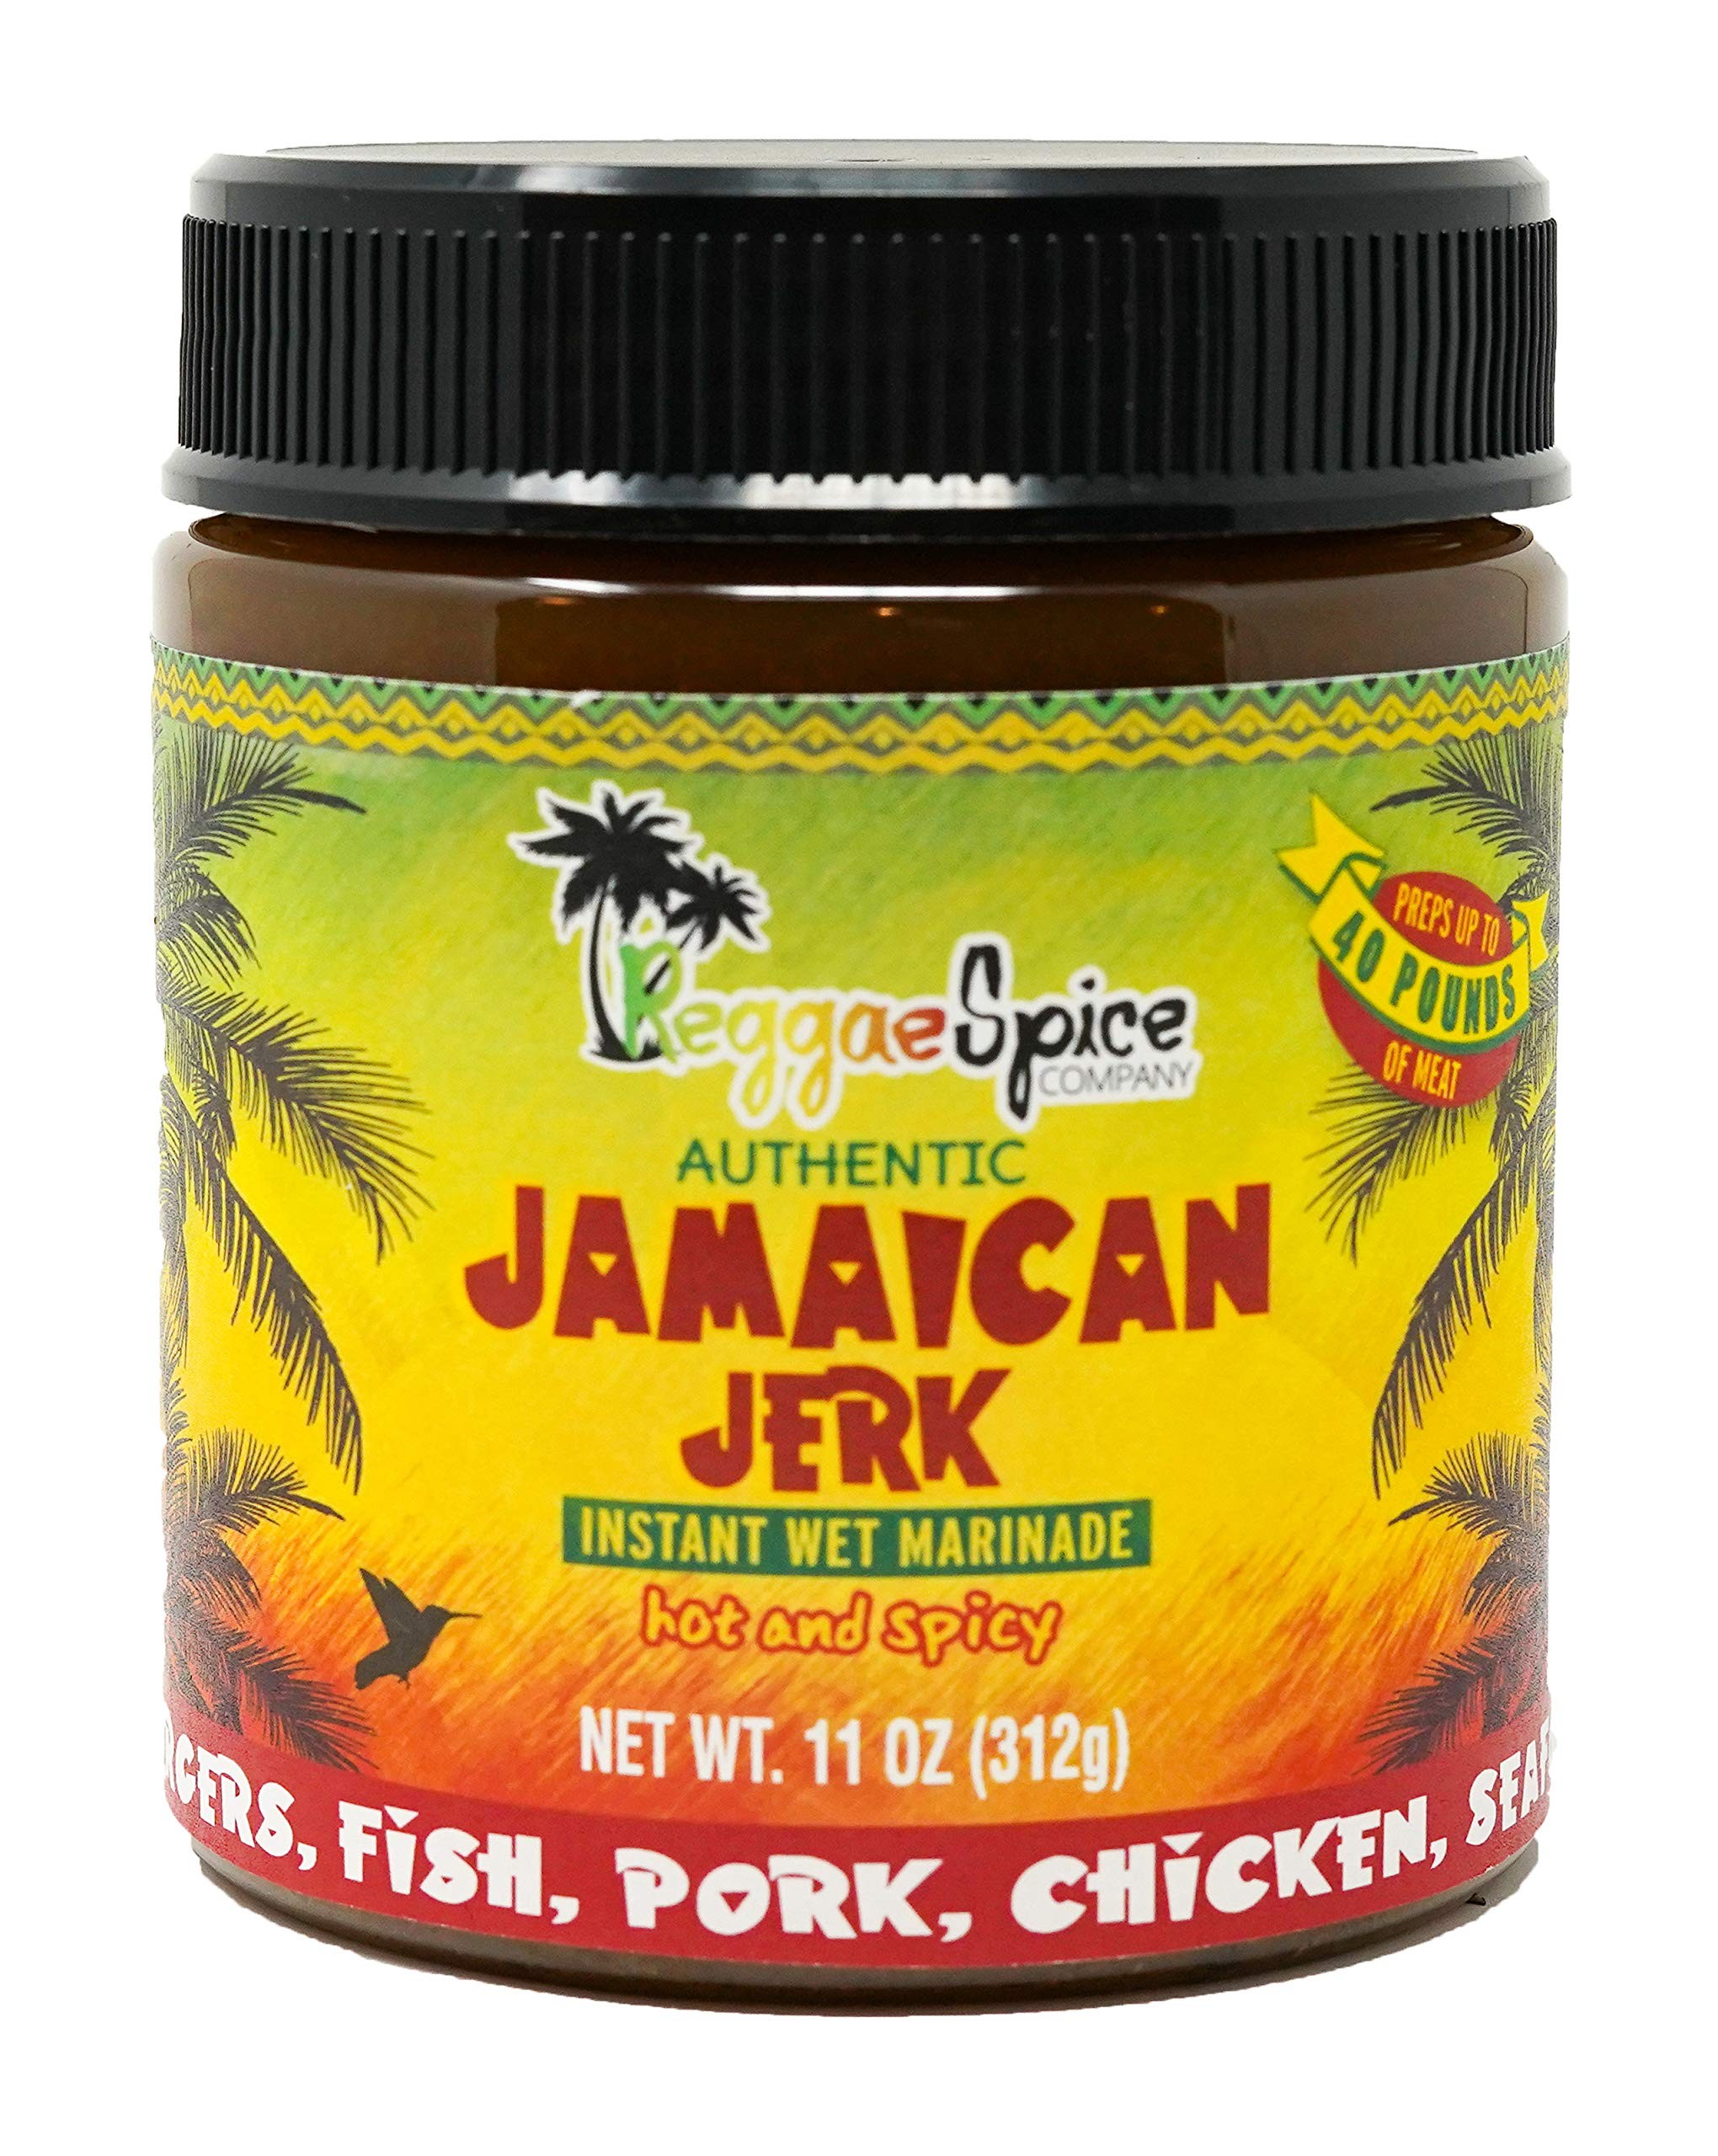 ReggaeSpice
COMPANY
PREPS UP TO
40 POUNDS
OF MEAT
AUTHENTIC
JAMAICAN
JERK
INSTANT WET MARINADE
hot and spicy
NET WT. 11 OZ (312g)
FISH, PORK, CHICKEN,